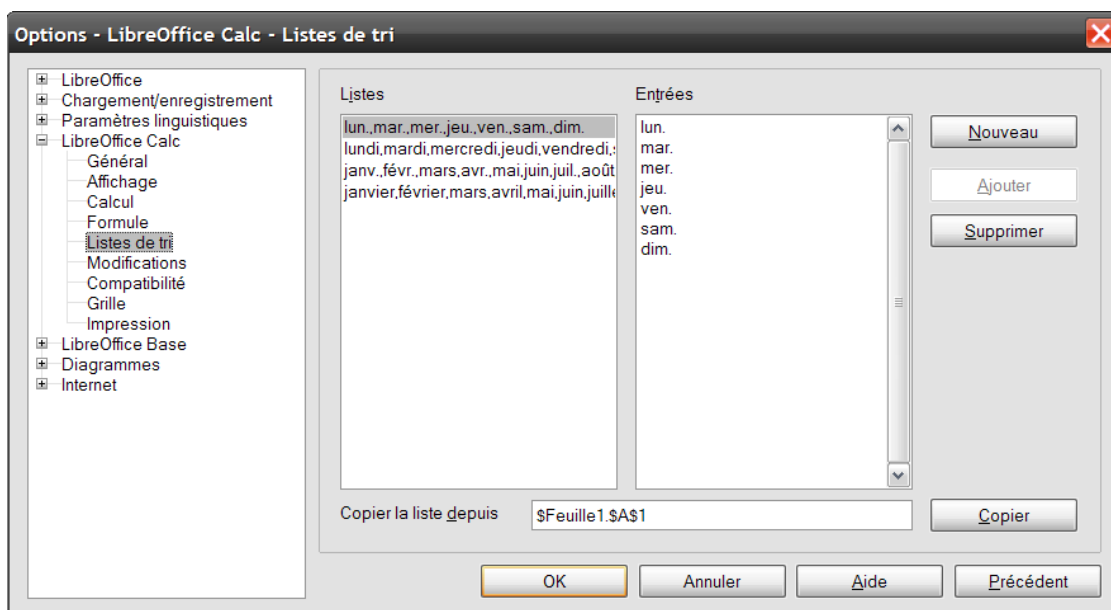 Options - LibreOffice Calc - Listes de tri
LibreOffice
Chargement/enregistrement
Paramètres linguistiques
LibreOffice Calc
Général
Affichage
Calcul
Formule
Listes de tri
Modifications
Compatibilité
Grille
Impression
LibreOffice Base
Diagrammes
Internet
Listes
lun.,mar.,mer.,jeu.,ven.,sam.,dim.
lundi,mardi,mercredi,jeudi,vendredi,
janv.,févr.,mars,avr.,mai,juin,juil.,août
janvier,février,mars,avril,mai,juin,juille
Entrées
lun.
mar.
mer.
jeu.
ven.
sam.
dim.
Nouveau
Ajouter
Supprimer
Copier la liste depuis
$Feuille1.$A$1
Copier
OK
Annuler
Aide
Précédent